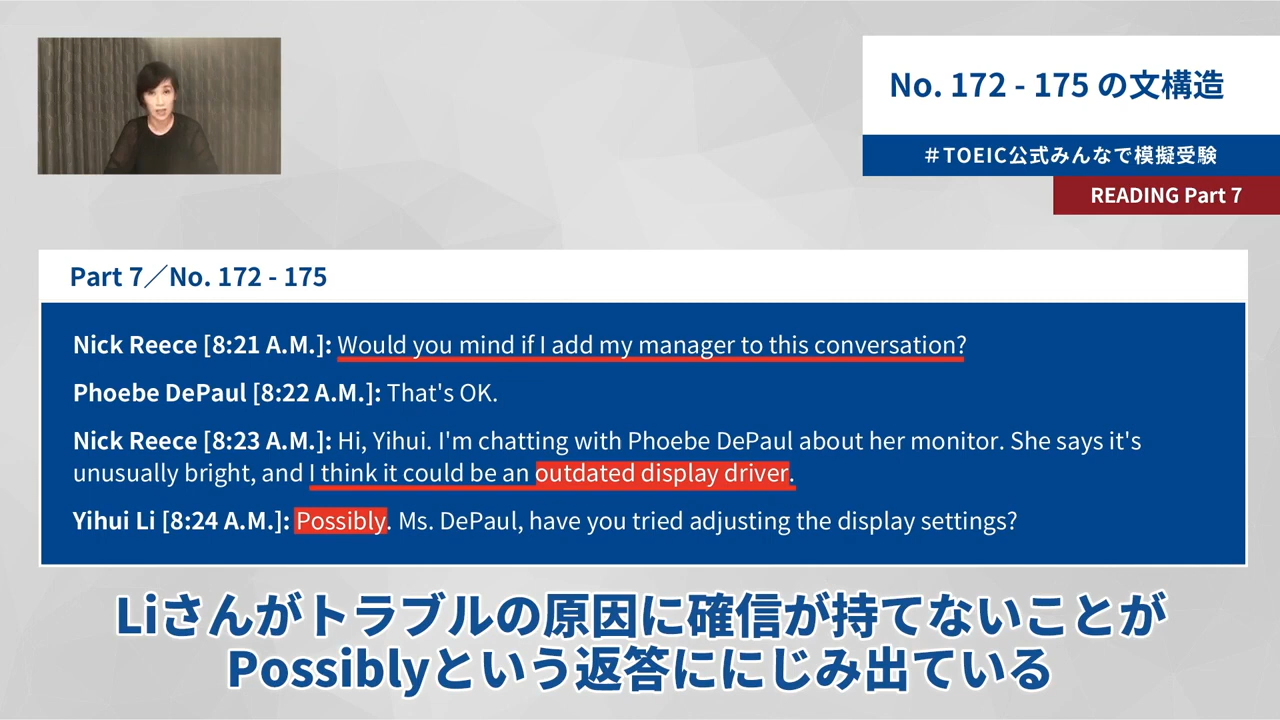 No. 172 - 175 の文構造
＃TOEIC公式みんなで模擬受験
READING Part 7
Part 7／No. 172 - 175
Nick Reece [8:21 A.M.]: Would you mind if I add my manager to this conversation?
Phoebe DePaul [8:22 A.M.]: That's OK.
Nick Reece [8:23 A.M.]: Hi, Yihui. I'm chatting with Phoebe DePaul about her monitor. She says it's
unusually bright, and I think it could be an outdated display driver.
Yihui Li [8:24 A.M.]: Possibly. Ms. DePaul, have you tried adjusting the display settings?
Liさんがトラブルの原因に確信が持てないことが
Possiblyという返答ににじみ出ている